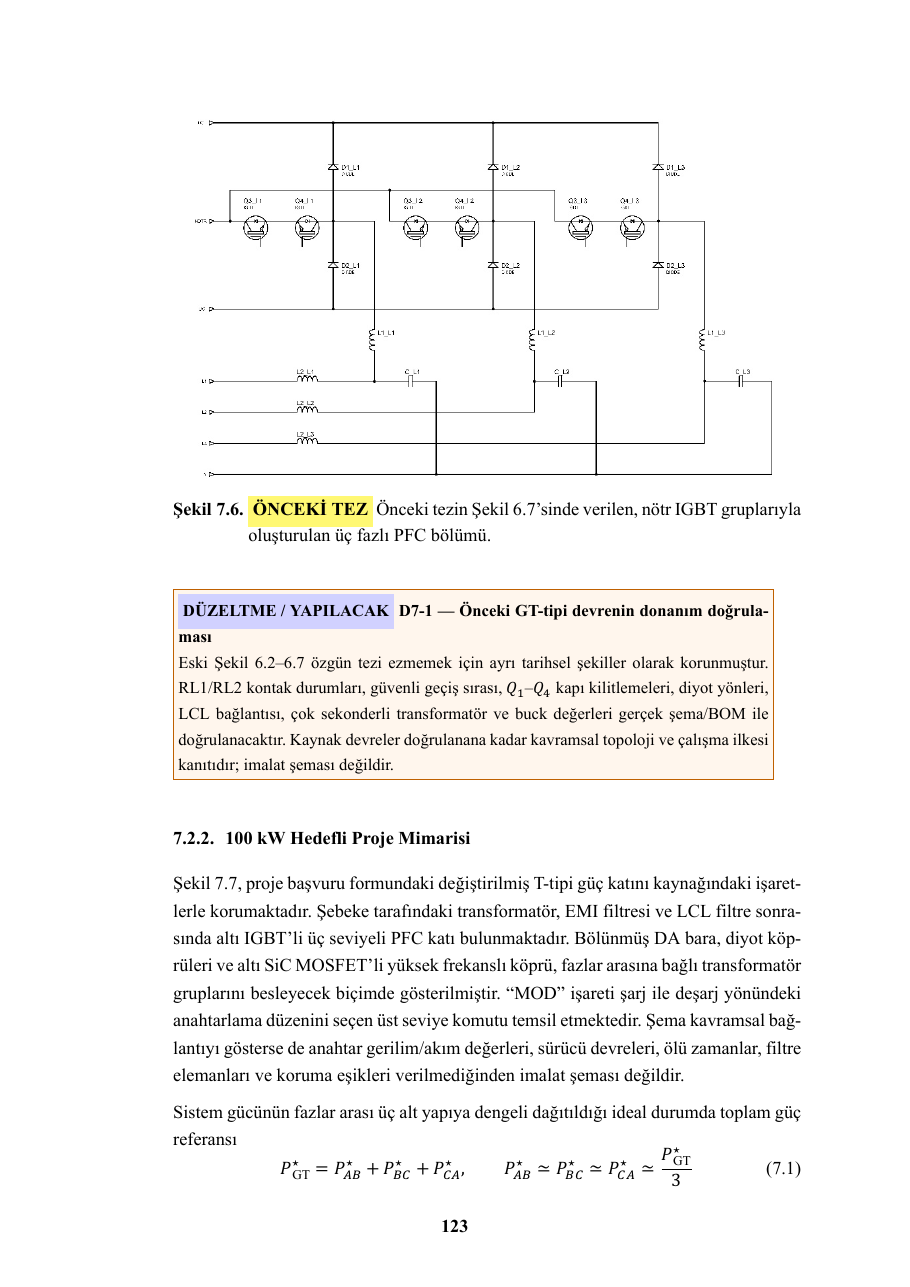 D1_L1
DIODE
D1_L2
DIODE
D1_L3
DIODE
Q3_L1
Q4_L1
Q3_L2
Q4_L2
Q3_L3
Q4_L3
D2_L1
DIODE
D2_L2
DIODE
D2_L3
DIODE
L1_L1
L1_L2
L1_L3
L2_L1
C_L1
C_L2
C_L3
L2_L2
L2_L3
Şekil 7.6. ÖNCEKİ TEZ Önceki tezin Şekil 6.7’sinde verilen, nötr IGBT gruplarıyla
oluşturulan üç fazlı PFC bölümü.
DÜZELTME / YAPILACAK D7-1 — Önceki GT-tipi devrenin donanım doğrula-
ması
Eski Şekil 6.2–6.7 özgün tezi ezmemek için ayrı tarihsel şekiller olarak korunmuştur.
RL1/RL2 kontak durumları, güvenli geçiş sırası, Q₁–Q₄ kapı kilitlemeleri, diyot yönleri,
LCL bağlantısı, çok sekonderli transformatör ve buck değerleri gerçek şema/BOM ile
doğrulanacaktır. Kaynak devreler doğrulanana kadar kavramsal topoloji ve çalışma ilkesi
kanıtıdır; imalat şeması değildir.
7.2.2. 100 kW Hedefli Proje Mimarisi
Şekil 7.7, proje başvuru formundaki değiştirilmiş T-tipi güç katını kaynağındaki işaret-
lerle korumaktadır. Şebeke tarafındaki transformatör, EMI filtresi ve LCL filtre sonra-
sında altı IGBT’li üç seviyeli PFC katı bulunmaktadır. Bölünmüş DA bara, diyot köp-
rüleri ve altı SiC MOSFET’li yüksek frekanslı köprü, fazlar arasına bağlı transformatör
gruplarını besleyecek biçimde gösterilmiştir. “MOD” işareti şarj ile deşarj yönündeki
anahtarlama düzenini seçen üst seviye komutu temsil etmektedir. Şema kavramsal bağ-
lantıyı gösterse de anahtar gerilim/akım değerleri, sürücü devreleri, ölü zamanlar, filtre
elemanları ve koruma eşikleri verilmediğinden imalat şeması değildir.
Sistem gücünün fazlar arası üç alt yapıya dengeli dağıtıldığı ideal durumda toplam güç
referansı
P⋆GT = P⋆AB + P⋆BC + P⋆CA, P⋆AB ≃ P⋆BC ≃ P⋆CA ≃ P⋆GT/3 (7.1)
123